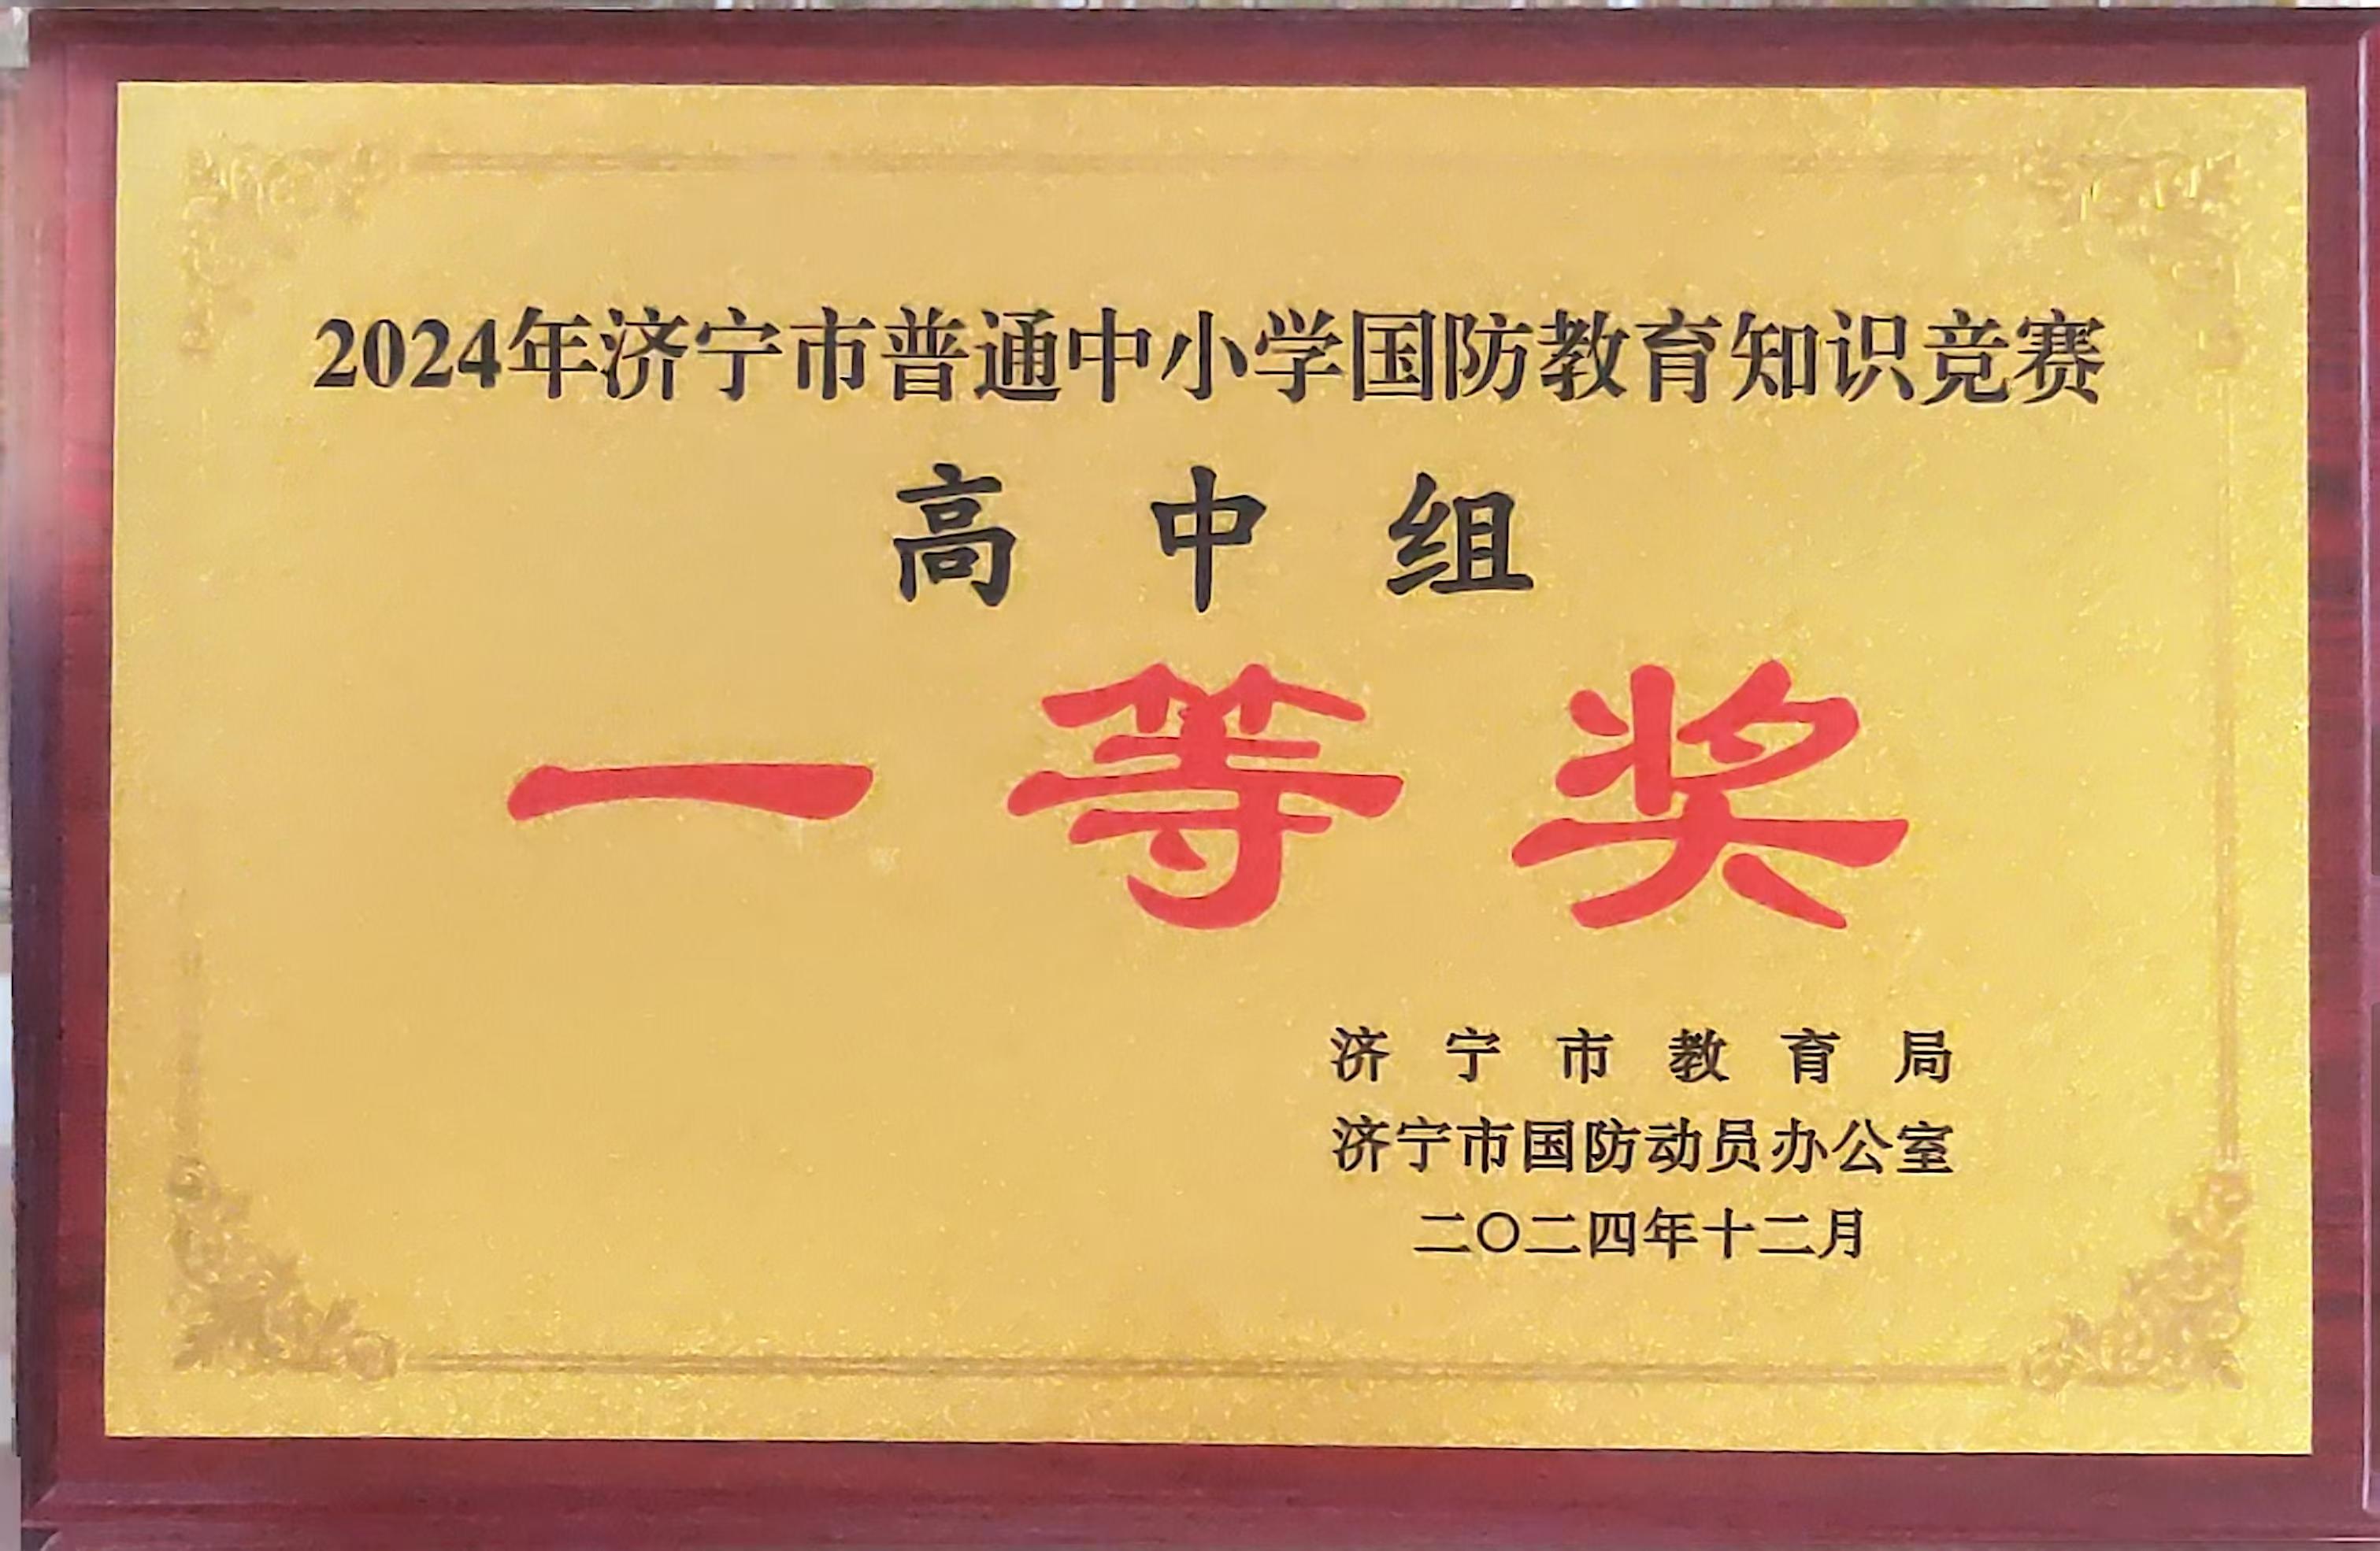 2024年济宁市普通中小学国防教育知识竞赛
高中组
一等奖
济宁市教育局
济宁市国防动员办公室
二〇二四年十二月